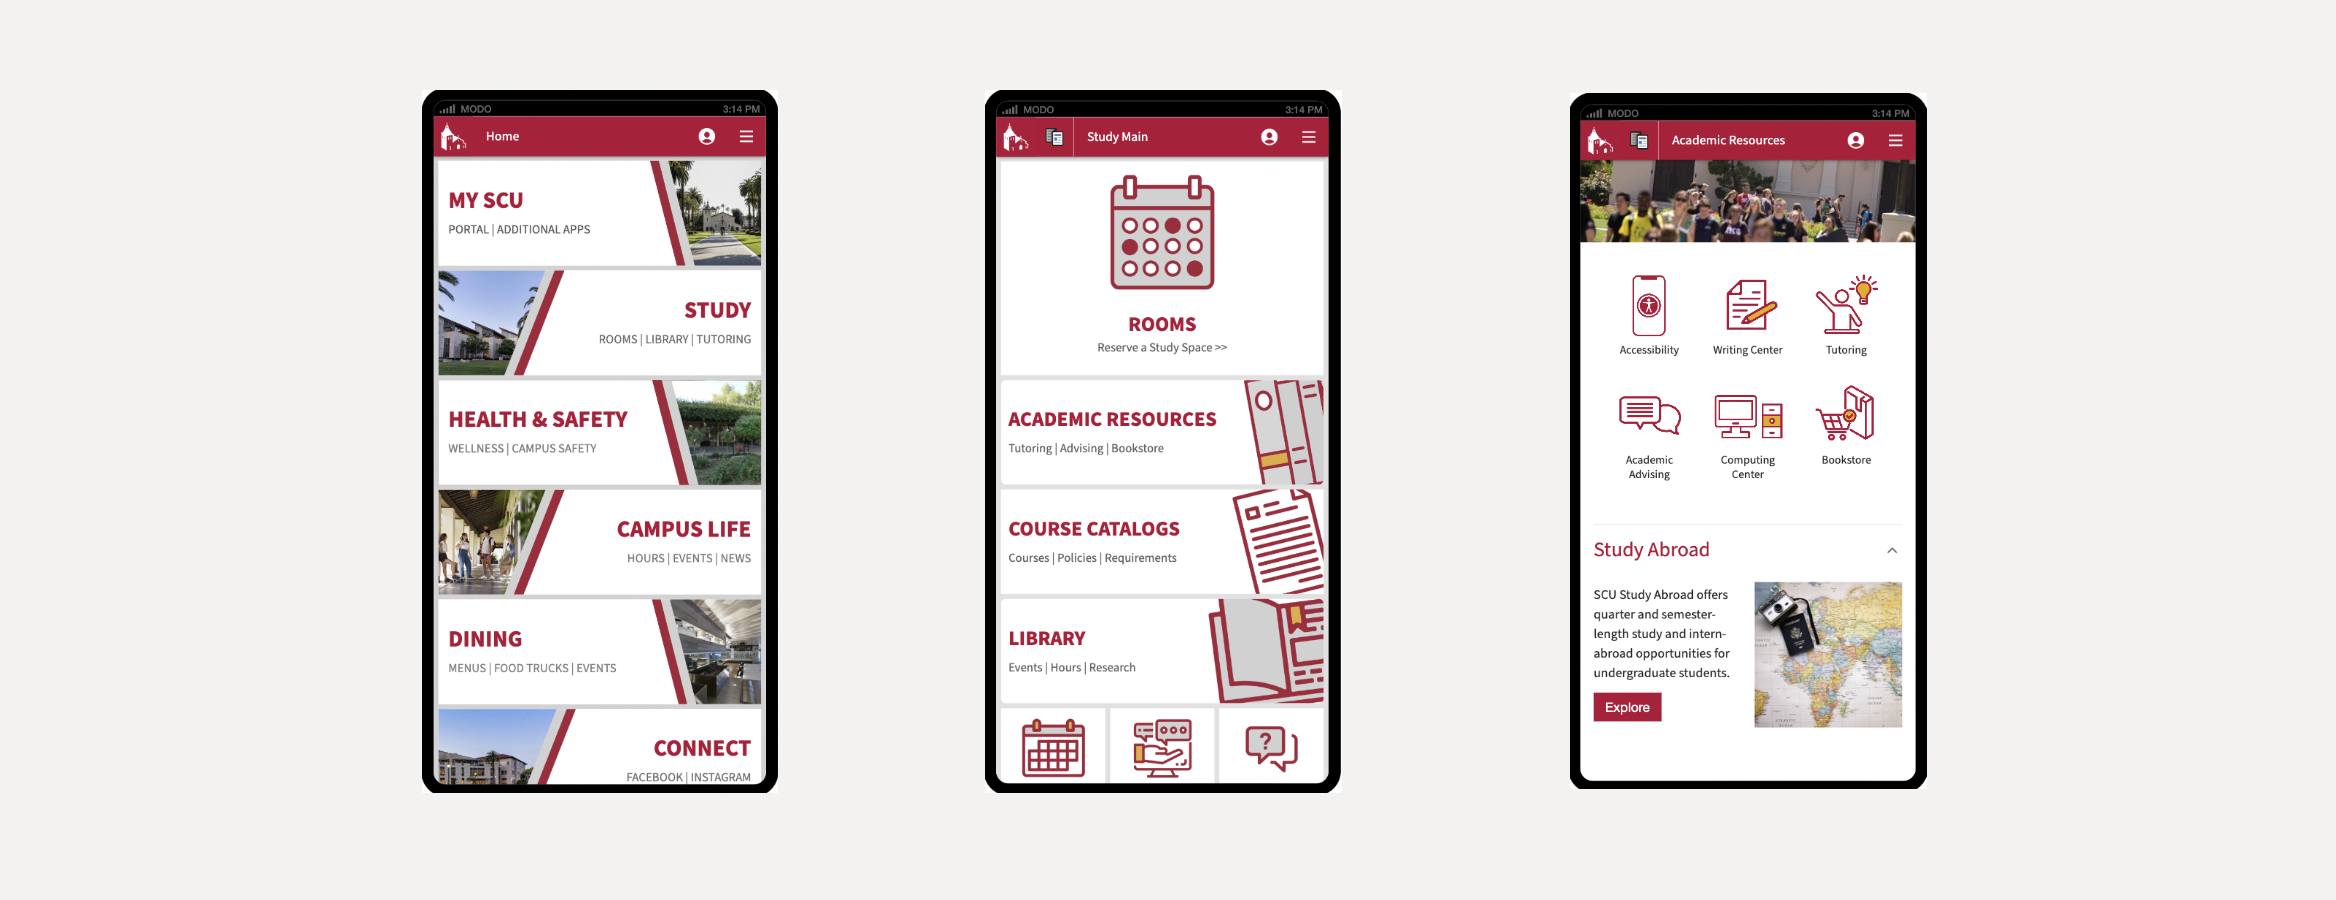 MODO
3:14 PM
Home
MY SCU
PORTAL | ADDITIONAL APPS
STUDY
ROOMS | LIBRARY | TUTORING
HEALTH & SAFETY
WELLNESS | CAMPUS SAFETY
CAMPUS LIFE
HOURS | EVENTS | NEWS
DINING
MENUS | FOOD TRUCKS | EVENTS
CONNECT
FACEBOOK | INSTAGRAM
MODO
3:14 PM
Study Main
ROOMS
Reserve a Study Space >>
ACADEMIC RESOURCES
Tutoring | Advising | Bookstore
COURSE CATALOGS
Courses | Policies | Requirements
LIBRARY
Events | Hours | Research
?
MODO
3:14 PM
Academic Resources
Accessibility
Writing Center
Tutoring
Academic
Advising
Computing
Center
Bookstore
Study Abroad
SCU Study Abroad offers
quarter and semester-
length study and intern-
abroad opportunities for
undergraduate students.
Explore